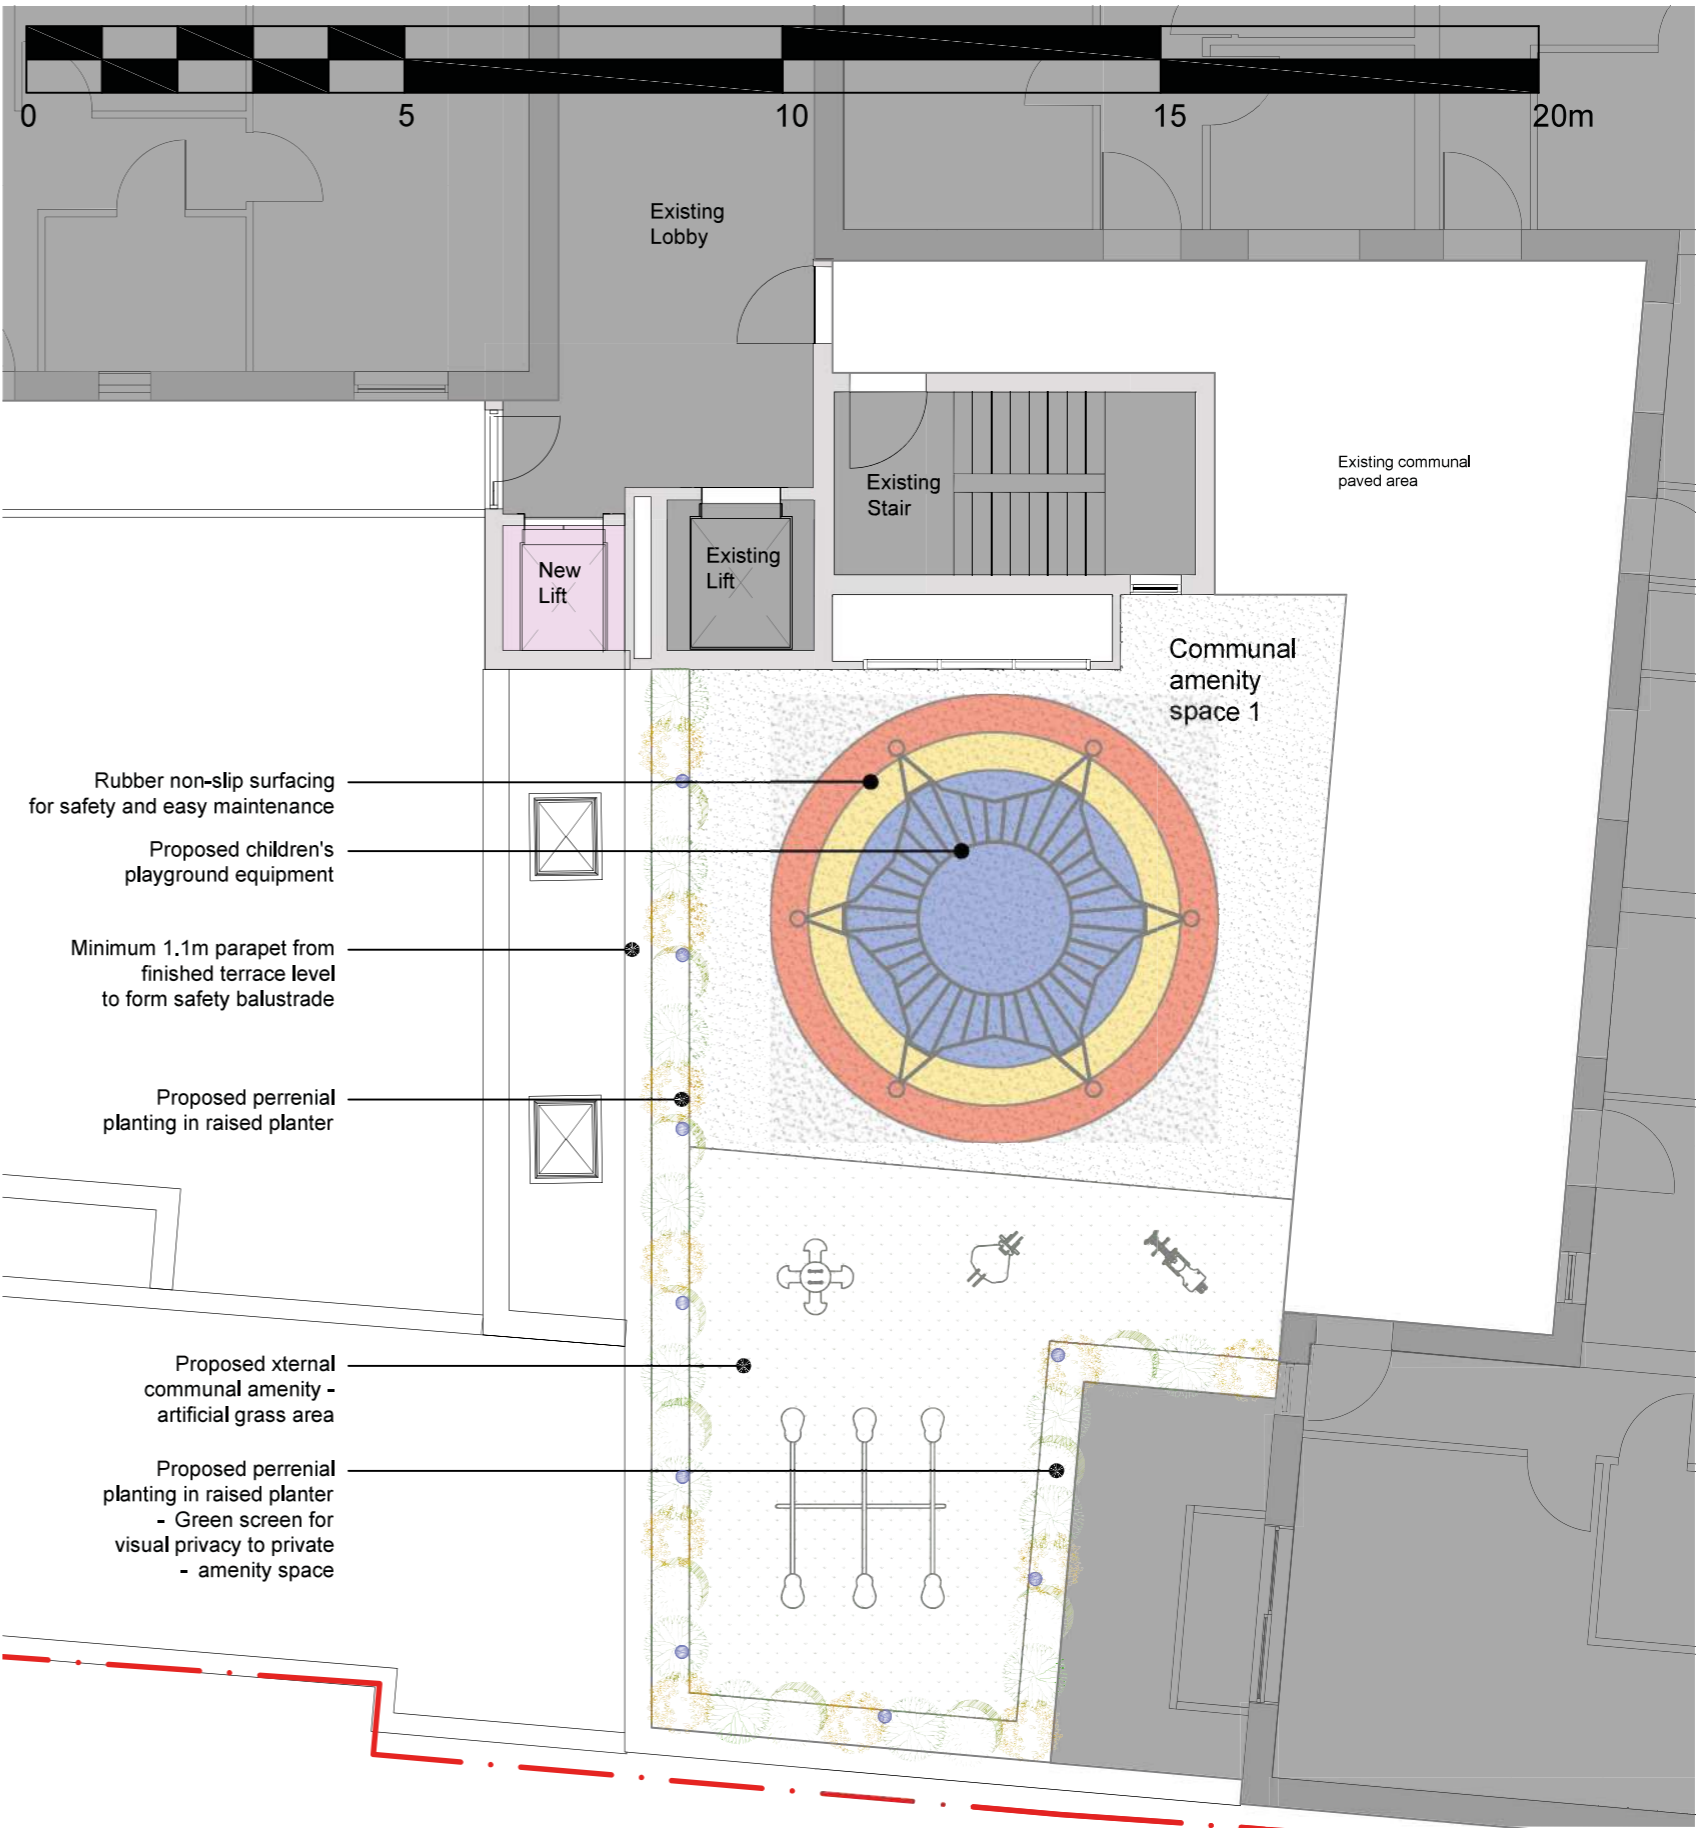 0 5 10 15 20m
Existing
Lobby
Existing communal
paved area
Existing
Stair
Existing
Lift
New
Lift
Communal
amenity
space 1
Rubber non-slip surfacing
for safety and easy maintenance
Proposed children's
playground equipment
Minimum 1.1m parapet from
finished terrace level
to form safety balustrade
Proposed perrenial
planting in raised planter
Proposed xternal
communal amenity -
artificial grass area
Proposed perrenial
planting in raised planter
- Green screen for
visual privacy to private
- amenity space